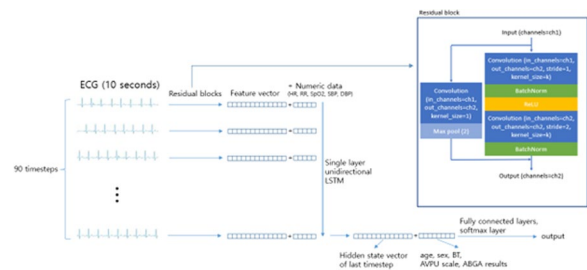 Residual block
Input (channels=ch1)
Convolution (in_channels=ch1,
out_channels=ch2, stride=1,
kernel_size=k)
BatchNorm
ReLU
Convolution (in_channels=ch2,
out_channels=ch2, stride=2,
kernel_size=k)
BatchNorm
Convolution
(in_channels=ch1,
out_channels=ch2,
kernel_size=1)
Max pool (2)
Output (channels=ch2)
ECG (10 seconds)
Residual blocks
Feature vector
+ Numeric data
(HR, RR, SpO2, SBP, DBP)
90 timesteps
Single layer
unidirectional
LSTM
Hidden state vector
of last timestep
age, sex, BT,
AVPU scale, ABGA results
Fully connected layers,
softmax layer
output